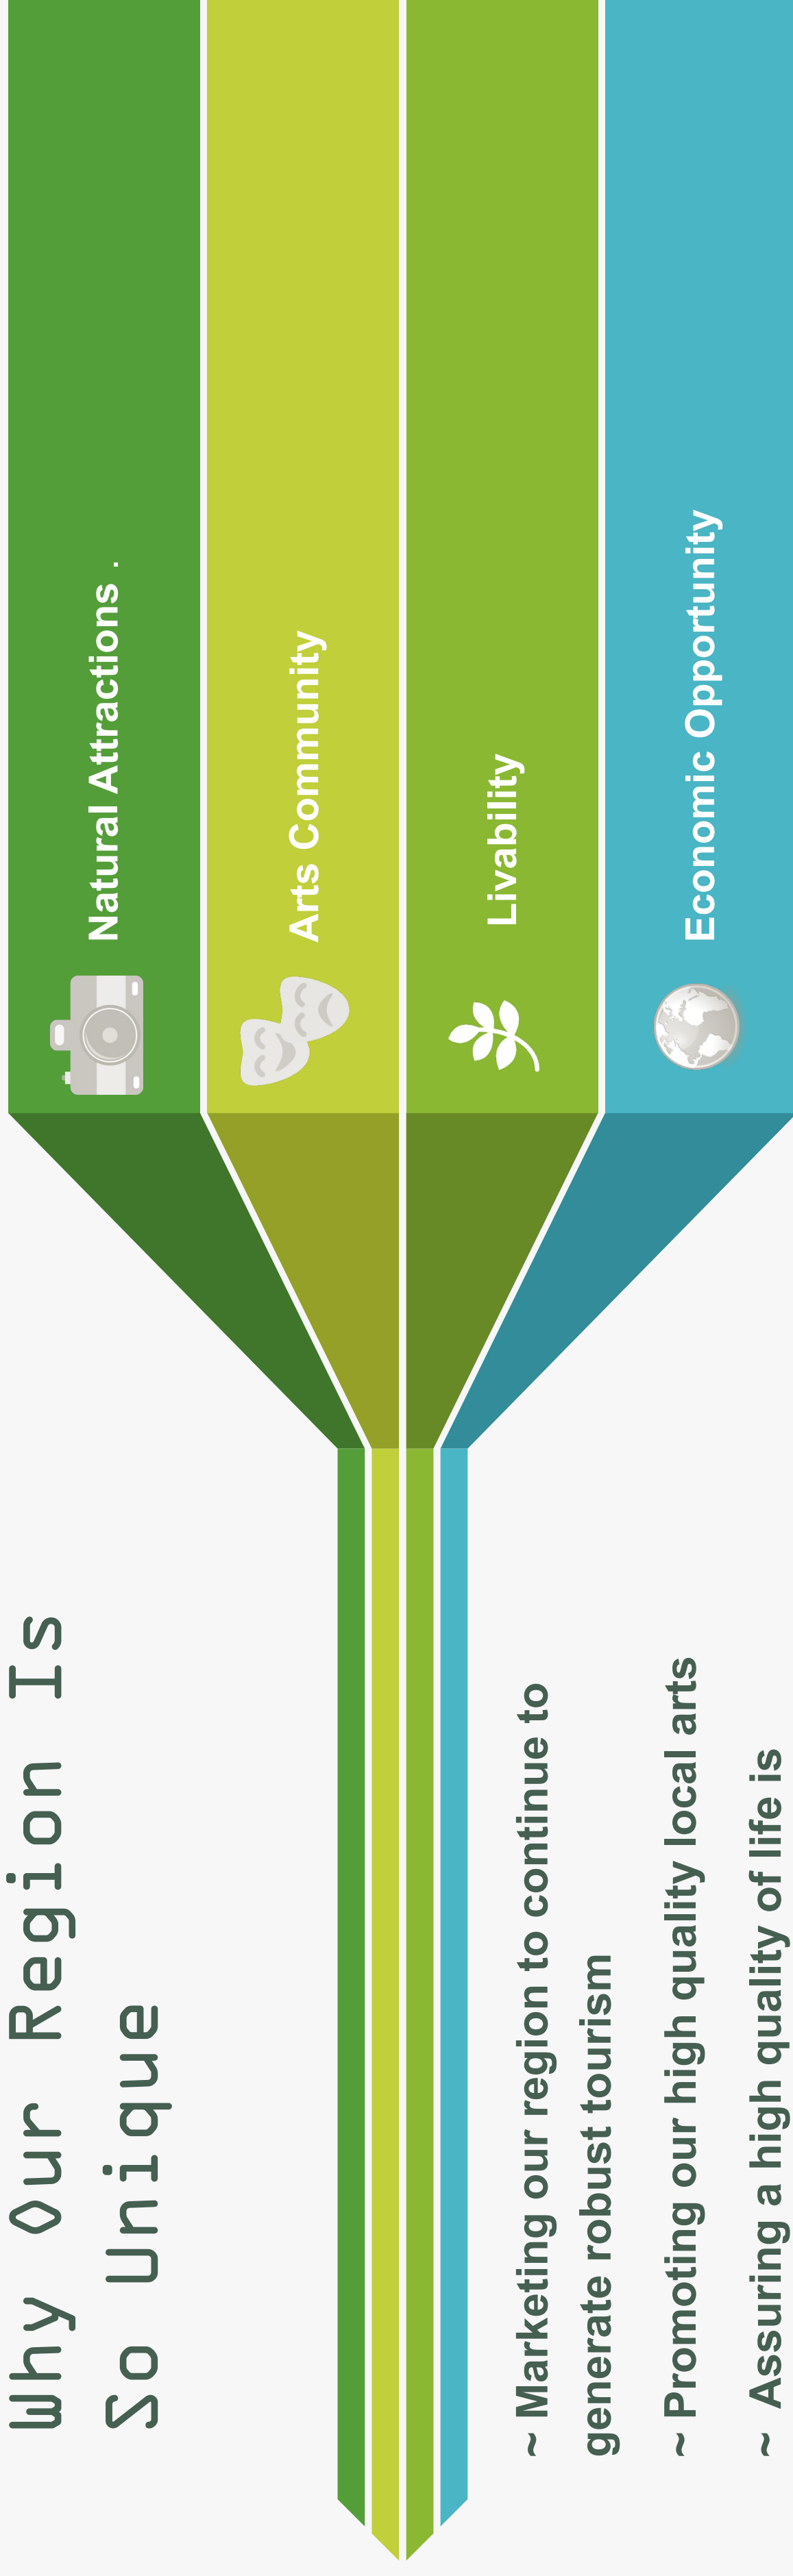 Why Our Region Is
So Unique
Natural Attractions .
Arts Community
Livability
Economic Opportunity
~ Marketing our region to continue to
generate robust tourism
~ Promoting our high quality local arts
~ Assuring a high quality of life is